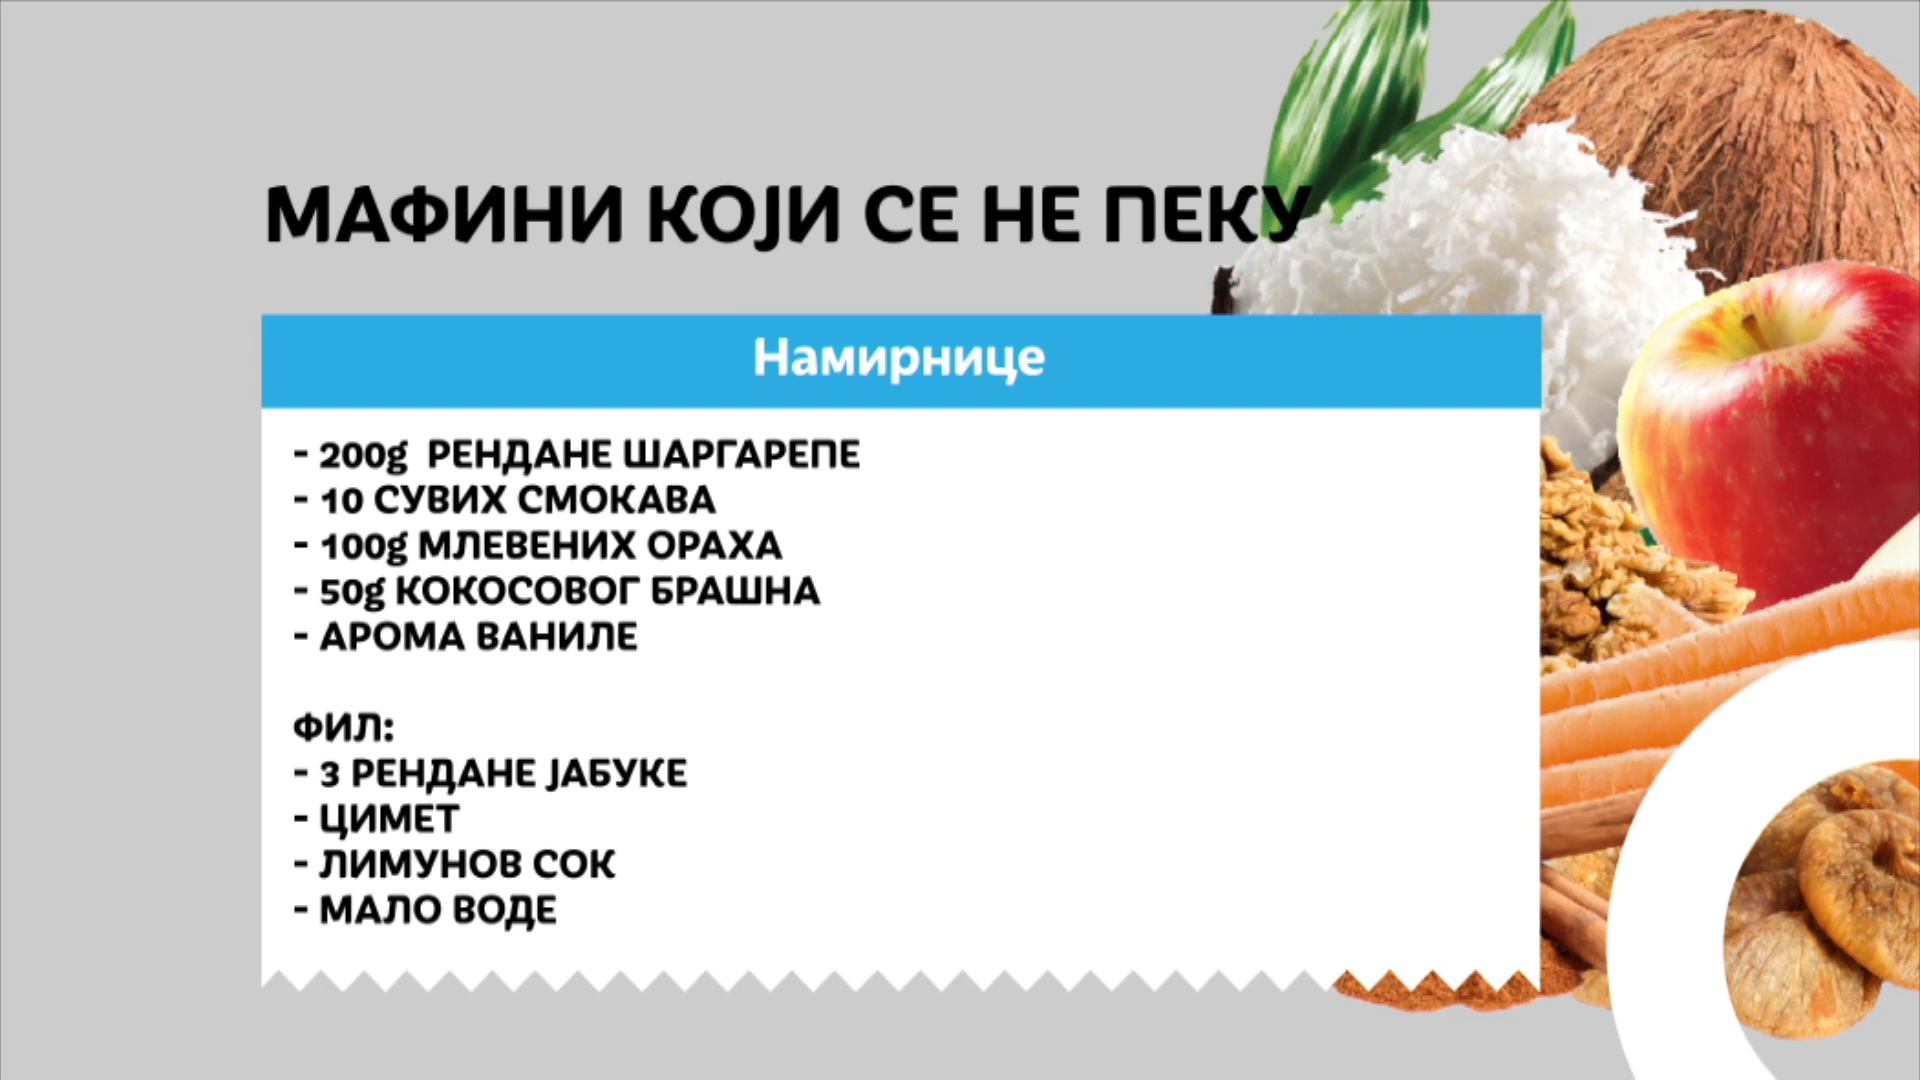 МАФИНИ КОЈИ СЕ НЕ ПЕКУ
Намирнице
- 200g РЕНДАНЕ ШАРГАРЕПЕ
- 10 СУВИХ СМОКАВА
- 100g МЛЕВЕНИХ ОРАХА
- 50g КОКОСОВОГ БРАШНА
- АРОМА ВАНИЛЕ
ФИЛ:
- 3 РЕНДАНЕ ЈАБУКЕ
- ЦИМЕТ
- ЛИМУНОВ СОК
- МАЛО ВОДЕ